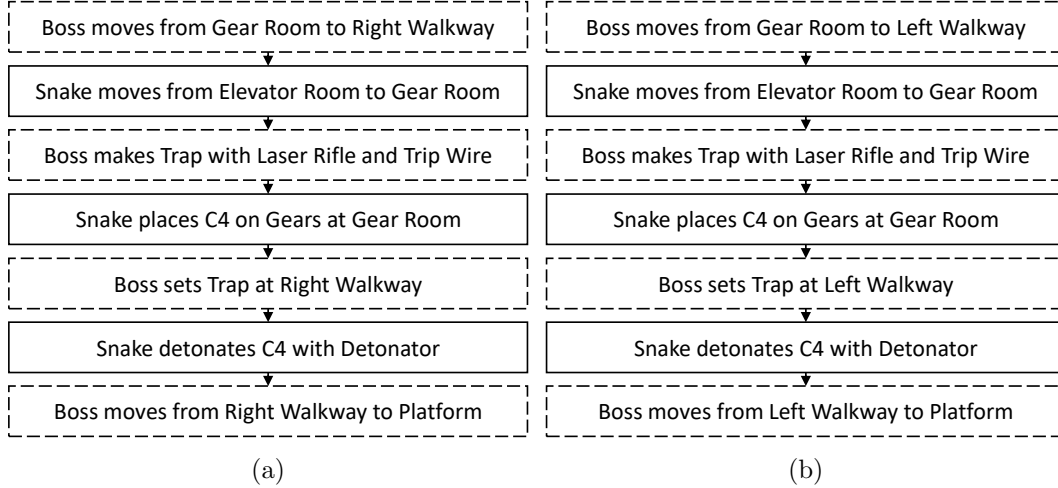 Boss moves from Gear Room to Right Walkway
Snake moves from Elevator Room to Gear Room
Boss makes Trap with Laser Rifle and Trip Wire
Snake places C4 on Gears at Gear Room
Boss sets Trap at Right Walkway
Snake detonates C4 with Detonator
Boss moves from Right Walkway to Platform
(a)
Boss moves from Gear Room to Left Walkway
Snake moves from Elevator Room to Gear Room
Boss makes Trap with Laser Rifle and Trip Wire
Snake places C4 on Gears at Gear Room
Boss sets Trap at Left Walkway
Snake detonates C4 with Detonator
Boss moves from Left Walkway to Platform
(b)